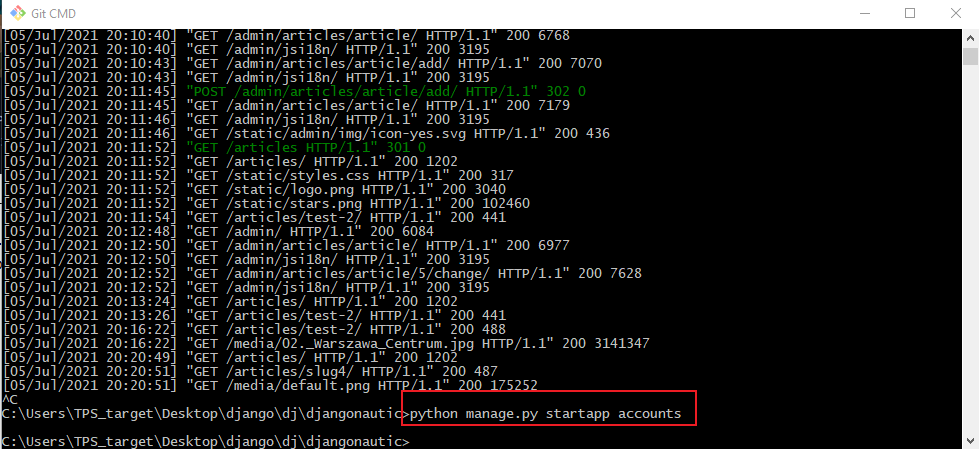 Git CMD
[05/Jul/2021 20:10:40] "GET /admin/articles/article/ HTTP/1.1" 200 6768
[05/Jul/2021 20:10:40] "GET /admin/jsi18n/ HTTP/1.1" 200 3195
[05/Jul/2021 20:10:43] "GET /admin/articles/article/add/ HTTP/1.1" 200 7070
[05/Jul/2021 20:10:43] "GET /admin/jsi18n/ HTTP/1.1" 200 3195
[05/Jul/2021 20:11:45] "POST /admin/articles/article/add/ HTTP/1.1" 302 0
[05/Jul/2021 20:11:45] "GET /admin/articles/article/ HTTP/1.1" 200 7179
[05/Jul/2021 20:11:46] "GET /admin/jsi18n/ HTTP/1.1" 200 3195
[05/Jul/2021 20:11:46] "GET /static/admin/img/icon-yes.svg HTTP/1.1" 200 436
[05/Jul/2021 20:11:52] "GET /articles HTTP/1.1" 301 0
[05/Jul/2021 20:11:52] "GET /articles/ HTTP/1.1" 200 1202
[05/Jul/2021 20:11:52] "GET /static/styles.css HTTP/1.1" 200 317
[05/Jul/2021 20:11:52] "GET /static/logo.png HTTP/1.1" 200 3040
[05/Jul/2021 20:11:52] "GET /static/stars.png HTTP/1.1" 200 102460
[05/Jul/2021 20:11:54] "GET /articles/test-2/ HTTP/1.1" 200 441
[05/Jul/2021 20:12:48] "GET /admin/ HTTP/1.1" 200 6084
[05/Jul/2021 20:12:50] "GET /admin/articles/article/ HTTP/1.1" 200 6977
[05/Jul/2021 20:12:50] "GET /admin/jsi18n/ HTTP/1.1" 200 3195
[05/Jul/2021 20:12:52] "GET /admin/articles/article/5/change/ HTTP/1.1" 200 7628
[05/Jul/2021 20:12:52] "GET /admin/jsi18n/ HTTP/1.1" 200 3195
[05/Jul/2021 20:13:24] "GET /articles/ HTTP/1.1" 200 1202
[05/Jul/2021 20:13:26] "GET /articles/test-2/ HTTP/1.1" 200 441
[05/Jul/2021 20:16:22] "GET /articles/test-2/ HTTP/1.1" 200 488
[05/Jul/2021 20:16:22] "GET /media/02._Warszawa_Centrum.jpg HTTP/1.1" 200 3141347
[05/Jul/2021 20:20:49] "GET /articles/ HTTP/1.1" 200 1202
[05/Jul/2021 20:20:51] "GET /articles/slug4/ HTTP/1.1" 200 487
[05/Jul/2021 20:20:51] "GET /media/default.png HTTP/1.1" 200 175252
^C
C:\Users\TPS_target\Desktop\django\dj\djangonautic>python manage.py startapp accounts
C:\Users\TPS_target\Desktop\django\dj\djangonautic>